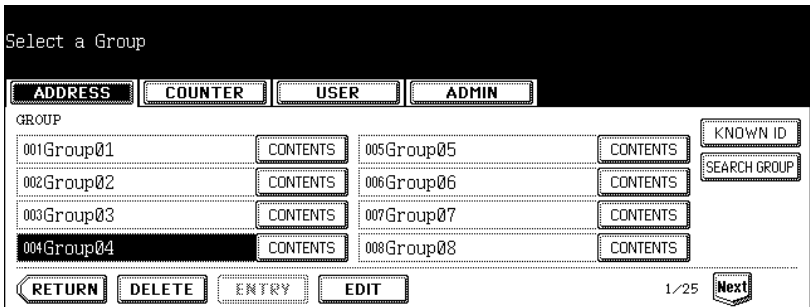 Select a Group
ADDRESS COUNTER USER ADMIN
GROUP
KNOWN ID
001Group01 CONTENTS 005Group05 CONTENTS
SEARCH GROUP
002Group02 CONTENTS 006Group06 CONTENTS
003Group03 CONTENTS 007Group07 CONTENTS
004Group04 CONTENTS 008Group08 CONTENTS
RETURN DELETE ENTRY EDIT 1/25 Next